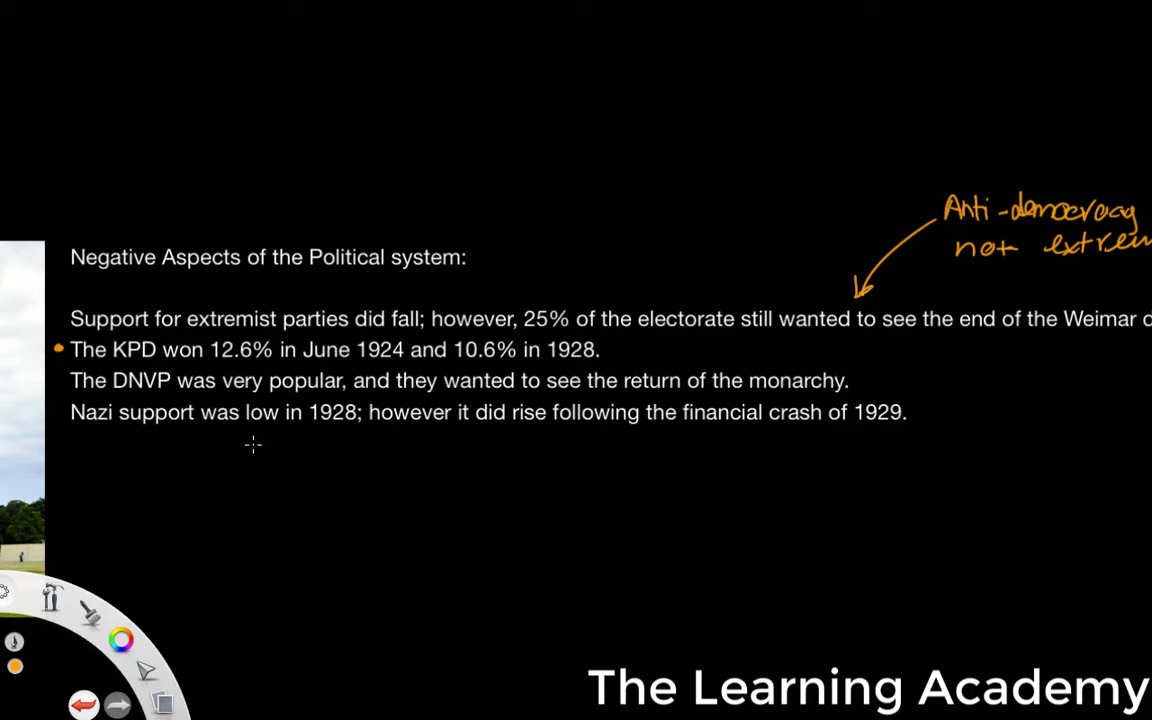 Anti-democracy
not
Negative Aspects of the Political system:
Support for extremist parties did fall; however, 25% of the electorate still wanted to see the end of the Weimar
The KPD won 12.6% in June 1924 and 10.6% in 1928.
The DNVP was very popular, and they wanted to see the return of the monarchy.
Nazi support was low in 1928; however it did rise following the financial crash of 1929.
The Learning Academy